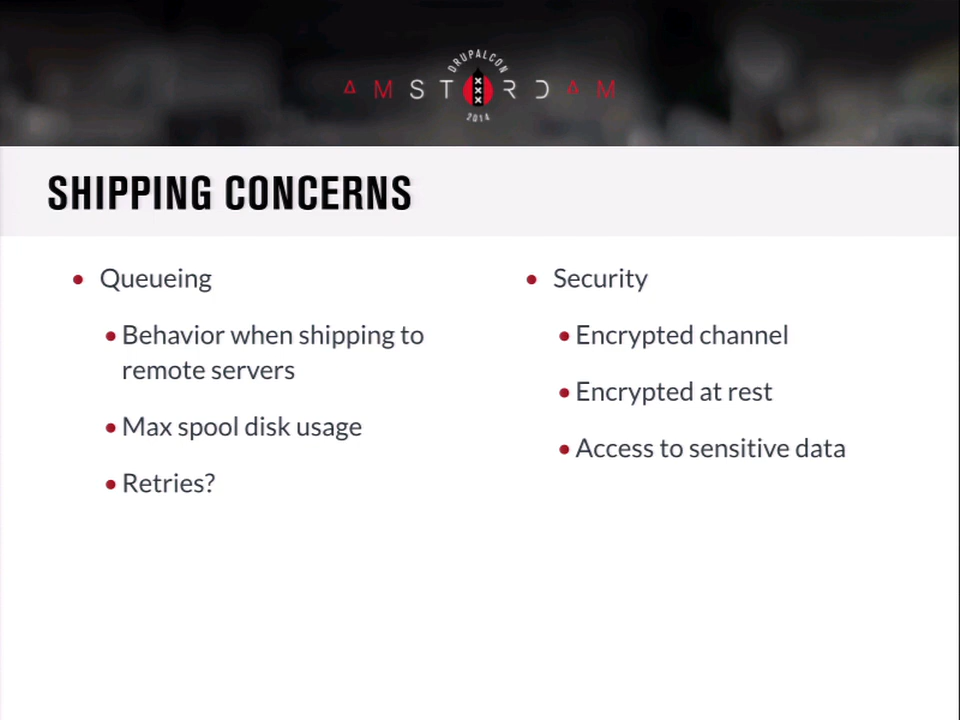 DRUPALCON
AMSTERDAM
2014
SHIPPING CONCERNS
• Queueing
• Behavior when shipping to
remote servers
• Max spool disk usage
• Retries?
• Security
• Encrypted channel
• Encrypted at rest
• Access to sensitive data